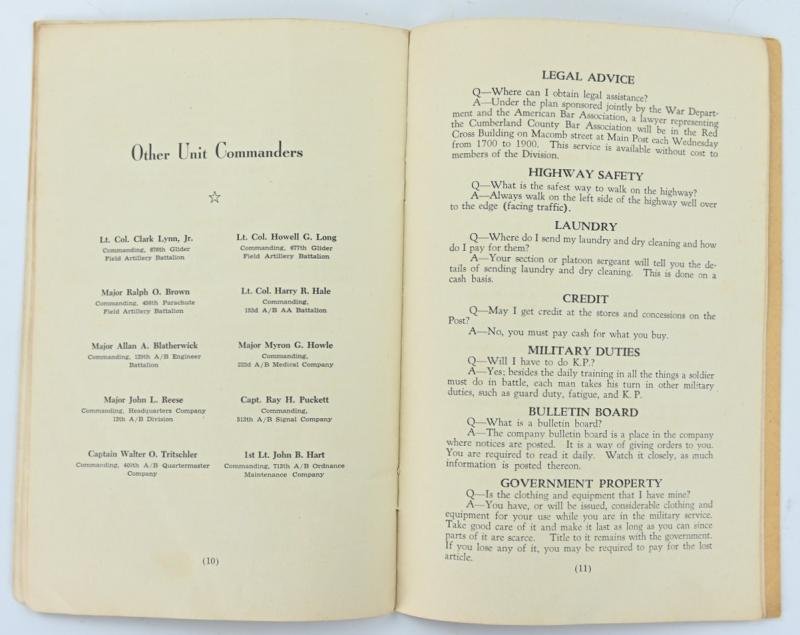 Other Unit Commanders
☆
Lt. Col. Clark Lynn, Jr.
Commanding, 678th Glider
Field Artillery Battalion
Lt. Col. Howell G. Long
Commanding, 677th Glider
Field Artillery Battalion
Major Ralph O. Brown
Commanding, 458th Parachute
Field Artillery Battalion
Lt. Col. Harry R. Hale
Commanding,
153d A/B AA Battalion
Major Allan A. Blatherwick
Commanding, 129th A/B Engineer
Battalion
Major Myron G. Howle
Commanding,
222d A/B Medical Company
Major John L. Reese
Commanding, Headquarters Company
13th A/B Division
Capt. Ray H. Puckett
Commanding,
513th A/B Signal Company
Captain Walter O. Tritschler
Commanding, 409th A/B Quartermaster
Company
1st Lt. John B. Hart
Commanding, 713th A/B Ordnance
Maintenance Company
(10)
LEGAL ADVICE
Q—Where can I obtain legal assistance?
A—Under the plan sponsored jointly by the War Depart-
ment and the American Bar Association, a lawyer representing
the Cumberland County Bar Association will be in the Red
Cross Building on Macomb street at Main Post each Wednesday
from 1700 to 1900. This service is available without cost to
members of the Division.
HIGHWAY SAFETY
Q—What is the safest way to walk on the highway?
A—Always walk on the left side of the highway well over
to the edge (facing traffic).
LAUNDRY
Q—Where do I send my laundry and dry cleaning and how
do I pay for them?
A—Your section or platoon sergeant will tell you the de-
tails of sending laundry and dry cleaning. This is done on a
cash basis.
CREDIT
Q—May I get credit at the stores and concessions on the
Post?
A—No, you must pay cash for what you buy.
MILITARY DUTIES
Q—Will I have to do K.P.?
A—Yes; besides the daily training in all the things a soldier
must do in battle, each man takes his turn in other military
duties, such as guard duty, fatigue, and K. P.
BULLETIN BOARD
Q—What is a bulletin board?
A—The company bulletin board is a place in the company
where notices are posted. It is a way of giving orders to you.
You are required to read it daily. Watch it closely, as much
information is posted thereon.
GOVERNMENT PROPERTY
Q—Is the clothing and equipment that I have mine?
A—You have, or will be issued, considerable clothing and
equipment for your use while you are in the military service.
Take good care of it and make it last as long as you can since
parts of it are scarce. Title to it remains with the government.
If you lose any of it, you may be required to pay for the lost
article.
(11)